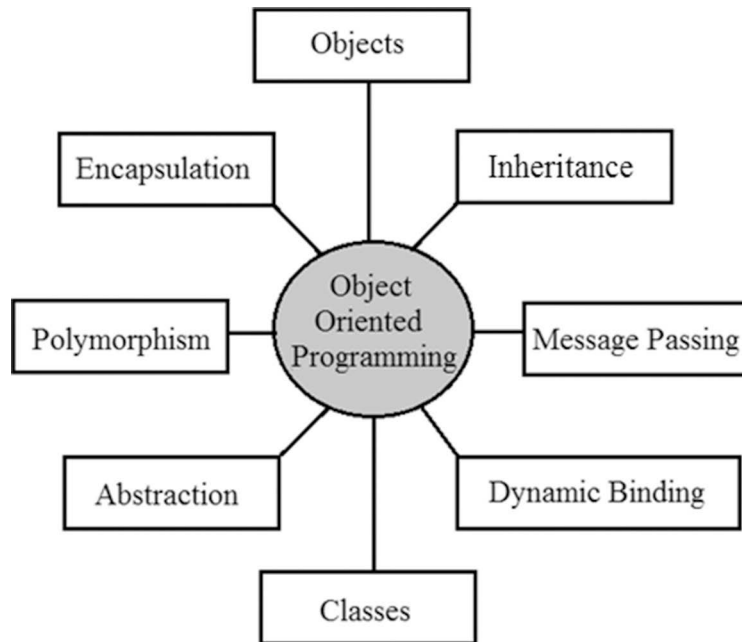 Objects
Encapsulation
Inheritance
Object
Oriented
Programming
Polymorphism
Message Passing
Abstraction
Dynamic Binding
Classes